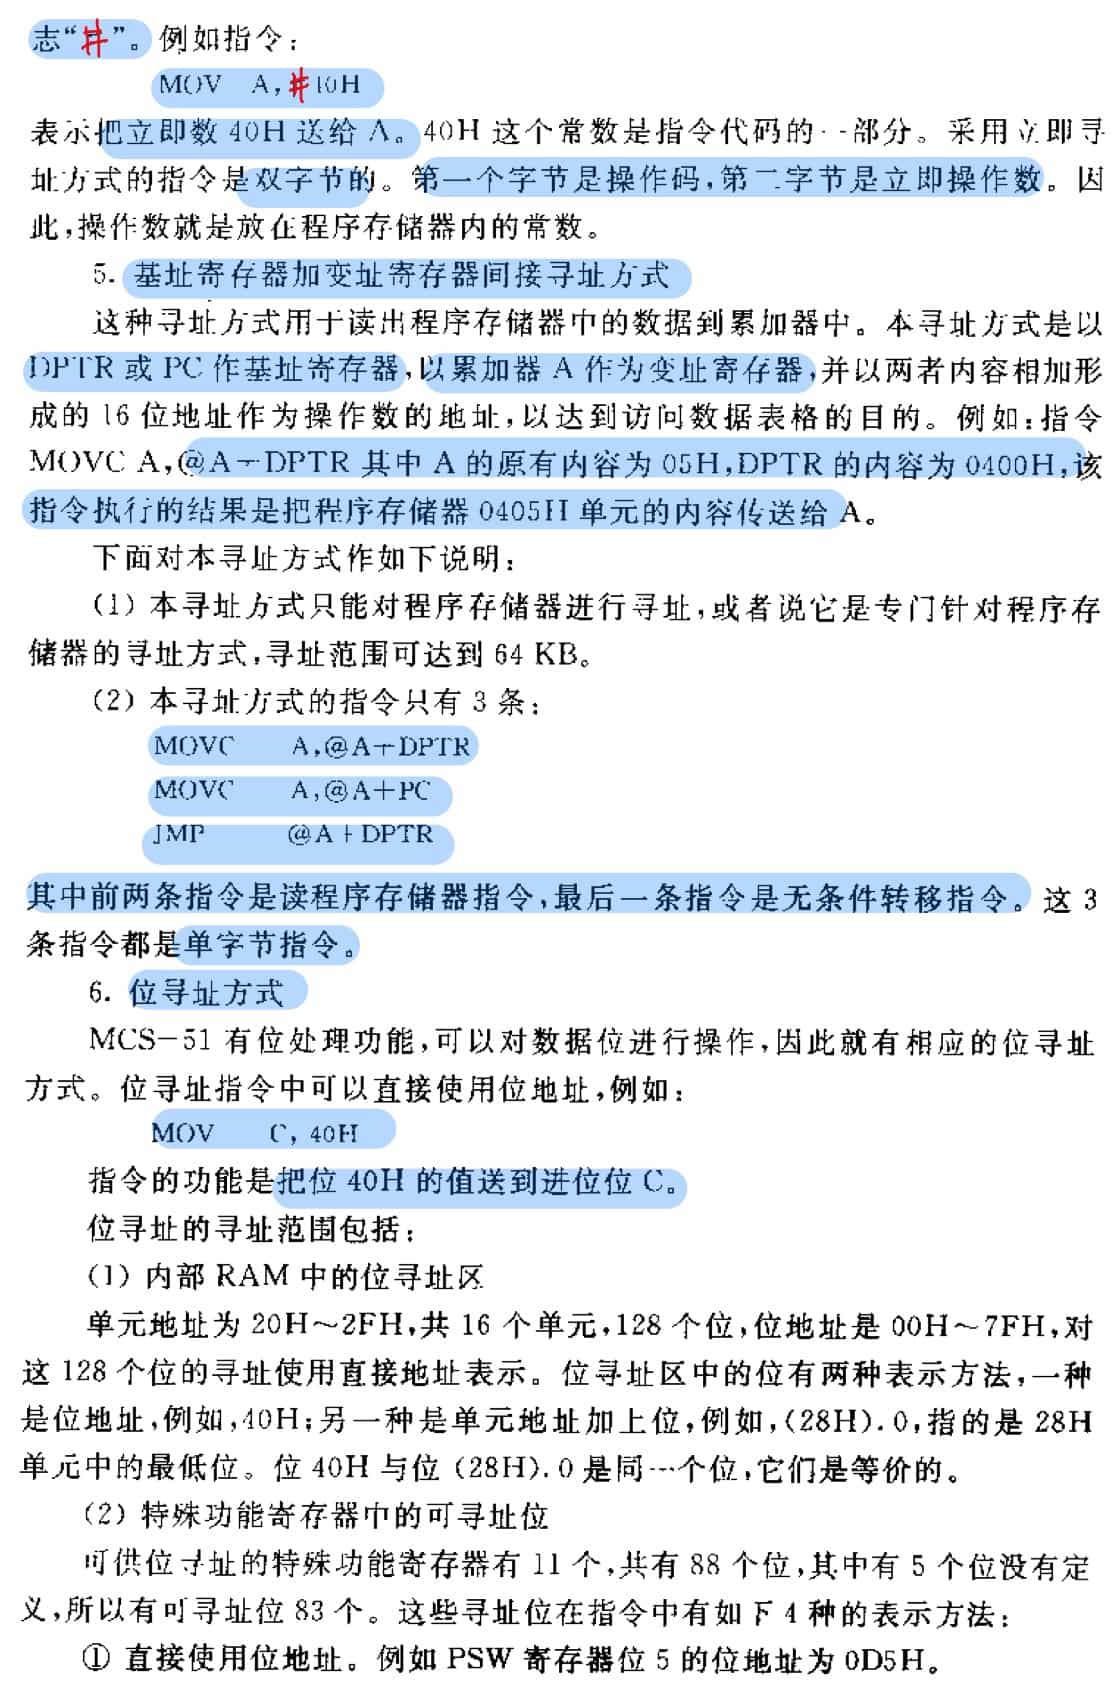 志“#”。例如指令：
MOV A,#40H
表示把立即数 40H 送给 A。40H 这个常数是指令代码的一部分。采用立即寻
址方式的指令是双字节的。第一个字节是操作码,第二字节是立即操作数。因
此,操作数就是放在程序存储器内的常数。
5. 基址寄存器加变址寄存器间接寻址方式
这种寻址方式用于读出程序存储器中的数据到累加器中。本寻址方式是以
DPTR 或 PC 作基址寄存器,以累加器 A 作为变址寄存器,并以两者内容相加形
成的 16 位地址作为操作数的地址,以达到访问数据表格的目的。例如:指令
MOVC A,@A+DPTR 其中 A 的原有内容为 05H,DPTR 的内容为 0400H,该
指令执行的结果是把程序存储器 0405H 单元的内容传送给 A。
下面对本寻址方式作如下说明：
(1) 本寻址方式只能对程序存储器进行寻址,或者说它是专门针对程序存
储器的寻址方式,寻址范围可达到 64 KB。
(2) 本寻址方式的指令只有 3 条：
MOVC A,@A+DPTR
MOVC A,@A+PC
JMP @A+DPTR
其中前两条指令是读程序存储器指令,最后一条指令是无条件转移指令。这 3
条指令都是单字节指令。
6. 位寻址方式
MCS-51 有位处理功能,可以对数据位进行操作,因此就有相应的位寻址
方式。位寻址指令中可以直接使用位地址,例如：
MOV C, 40H
指令的功能是把位 40H 的值送到进位位 C。
位寻址的寻址范围包括：
(1) 内部 RAM 中的位寻址区
单元地址为 20H～2FH,共 16 个单元,128 个位,位地址是 00H～7FH,对
这 128 个位的寻址使用直接地址表示。位寻址区中的位有两种表示方法,一种
是位地址,例如,40H;另一种是单元地址加上位,例如,(28H).0,指的是 28H
单元中的最低位。位 40H 与位 (28H).0 是同一个位,它们是等价的。
(2) 特殊功能寄存器中的可寻址位
可供位寻址的特殊功能寄存器有 11 个,共有 88 个位,其中有 5 个位没有定
义,所以有可寻址位 83 个。这些寻址位在指令中有如下 4 种的表示方法：
① 直接使用位地址。例如 PSW 寄存器位 5 的位地址为 0D5H。